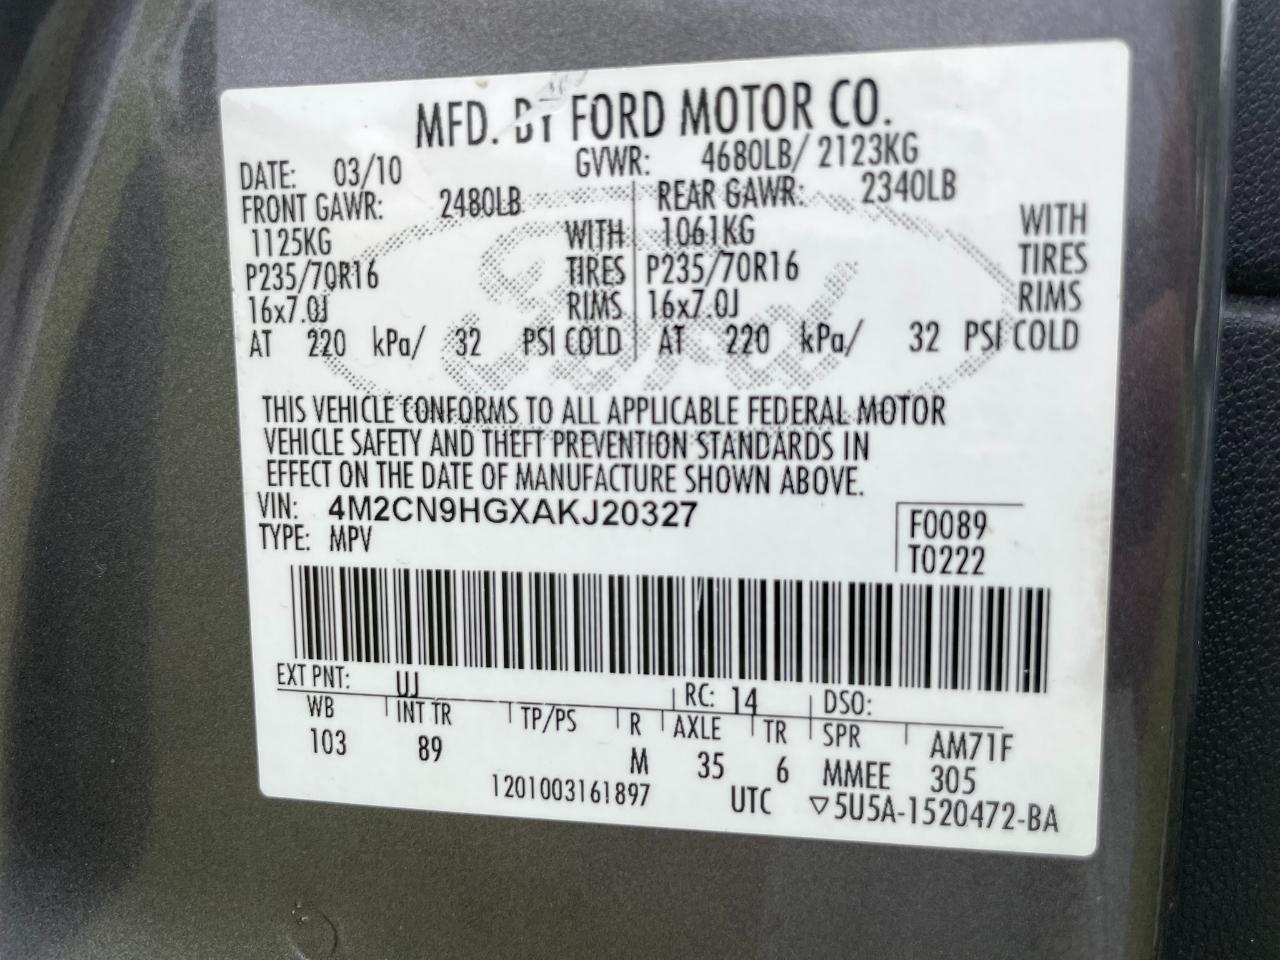 MFD. BY FORD MOTOR CO.
DATE: 03/10 GVWR: 4680LB/ 2123KG
FRONT GAWR: 2480LB REAR GAWR: 2340LB
1125KG WITH 1061KG WITH
P235/70R16 TIRES P235/70R16 TIRES
16x7.0J RIMS 16x7.0J RIMS
AT 220 kPa/ 32 PSI COLD AT 220 kPa/ 32 PSI COLD
THIS VEHICLE CONFORMS TO ALL APPLICABLE FEDERAL MOTOR
VEHICLE SAFETY AND THEFT PREVENTION STANDARDS IN
EFFECT ON THE DATE OF MANUFACTURE SHOWN ABOVE.
VIN: 4M2CN9HGXAKJ20327 F0089
TYPE: MPV T0222
EXT PNT: UJ RC: 14 DSO:
WB INT TR TP/PS R AXLE TR SPR AM71F
103 89 M 35 6 MMEE 305
1201003161897 UTC ▽5U5A-1520472-BA
Ford